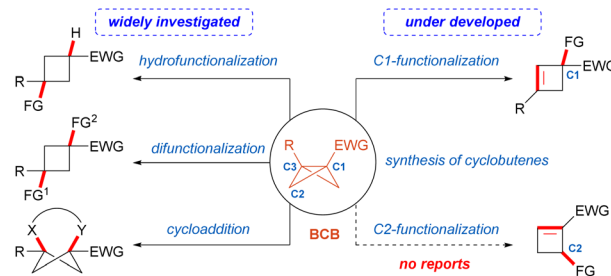 widely investigated
under developed
H
EWG
R
FG
hydrofunctionalization
C1-functionalization
FG
EWG
C1
R
FG2
EWG
R
FG1
difunctionalization
R
EWG
C3
C1
C2
BCB
synthesis of cyclobutenes
X
Y
R
EWG
cycloaddition
C2-functionalization
no reports
EWG
C2
FG